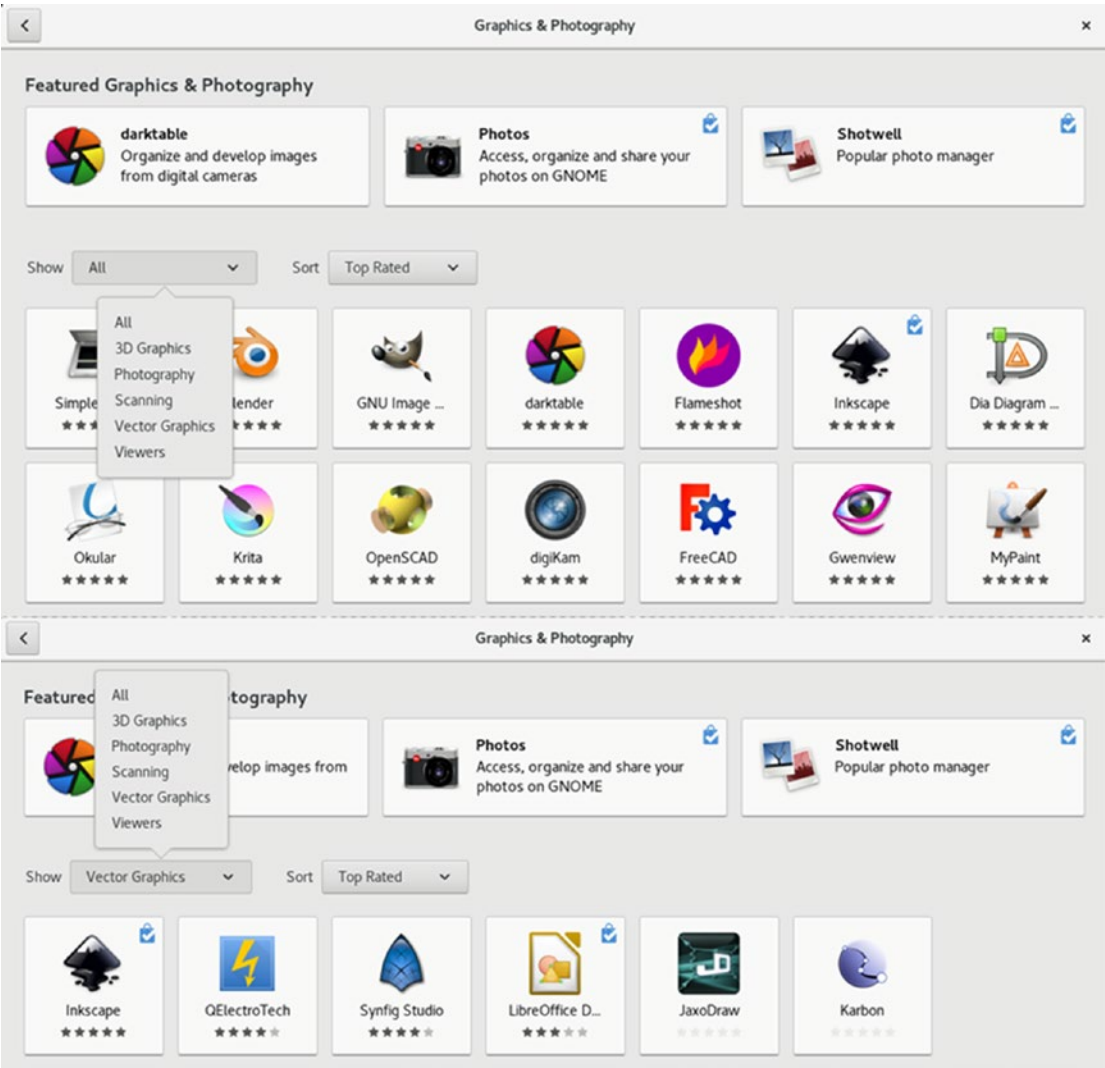 Graphics & Photography
Featured Graphics & Photography
darktable
Organize and develop images
from digital cameras
Photos
Access, organize and share your
photos on GNOME
Shotwell
Popular photo manager
Show All Sort Top Rated
All
3D Graphics
Photography
Scanning
Vector Graphics
Viewers
Simple lender GNU Image ... darktable Flameshot Inkscape Dia Diagram ...
Okular Krita OpenSCAD digiKam FreeCAD Gwenview MyPaint
Graphics & Photography
Featured tography
All
3D Graphics
Photography
Scanning
Vector Graphics
Viewers
velop images from
Photos
Access, organize and share your
photos on GNOME
Shotwell
Popular photo manager
Show Vector Graphics Sort Top Rated
Inkscape QElectroTech Synfig Studio LibreOffice D... JaxoDraw Karbon